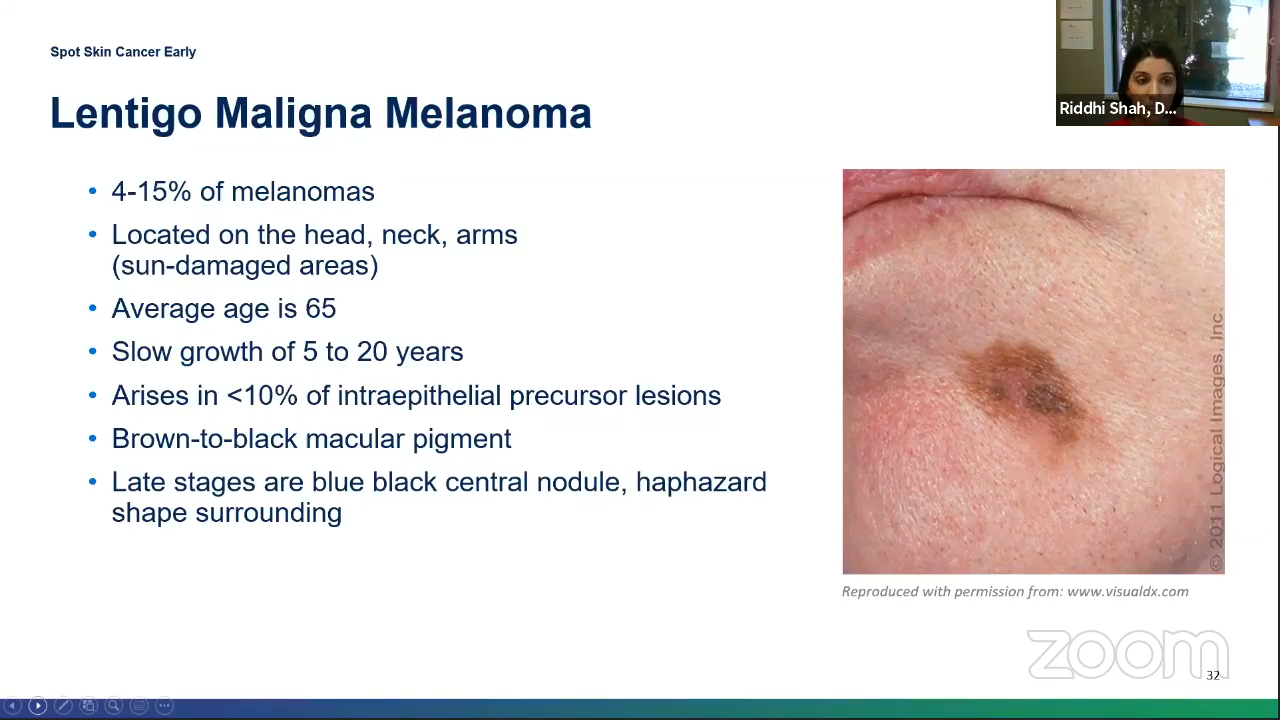 Spot Skin Cancer Early
Riddhi Shah, D...
Lentigo Maligna Melanoma
• 4-15% of melanomas
• Located on the head, neck, arms
(sun-damaged areas)
• Average age is 65
• Slow growth of 5 to 20 years
• Arises in <10% of intraepithelial precursor lesions
• Brown-to-black macular pigment
• Late stages are blue black central nodule, haphazard
shape surrounding
© 2011 Logical Images, Inc.
Reproduced with permission from: www.visualdx.com
zoom
32